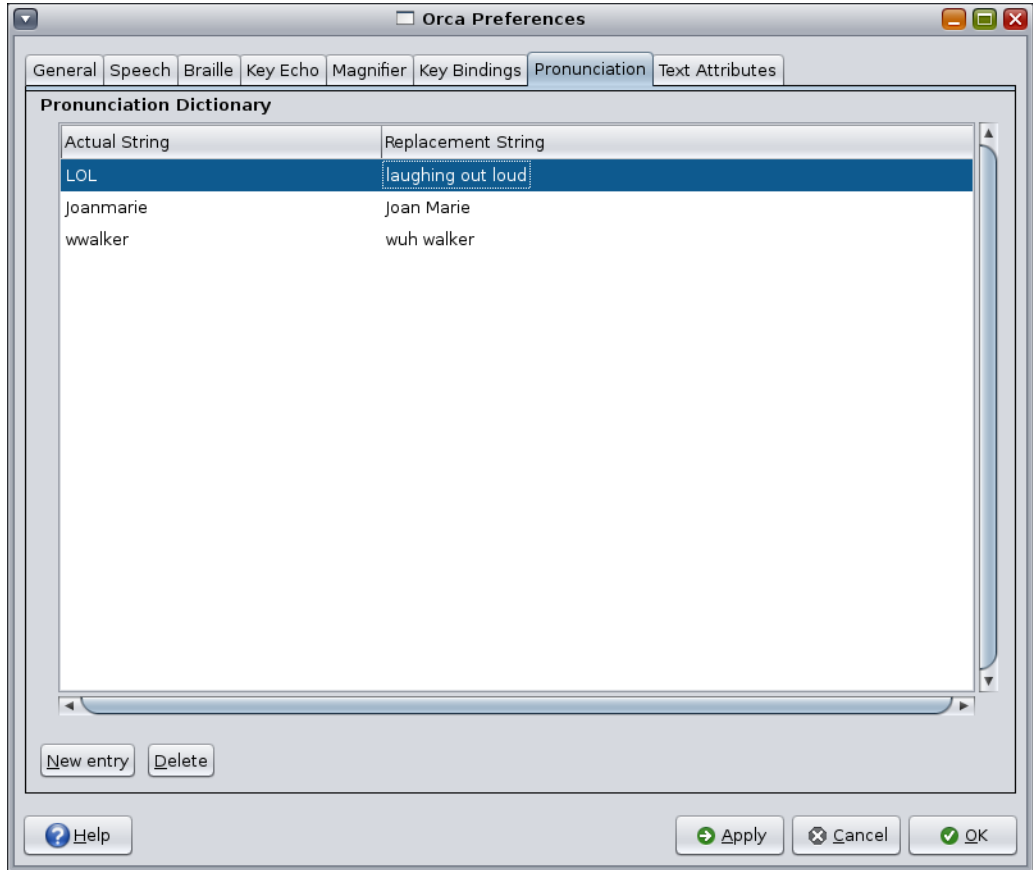 Orca Preferences
General Speech Braille Key Echo Magnifier Key Bindings Pronunciation Text Attributes
Pronunciation Dictionary
Actual String Replacement String
LOL laughing out loud
Joanmarie Joan Marie
wwalker wuh walker
New entry Delete
Help Apply Cancel OK